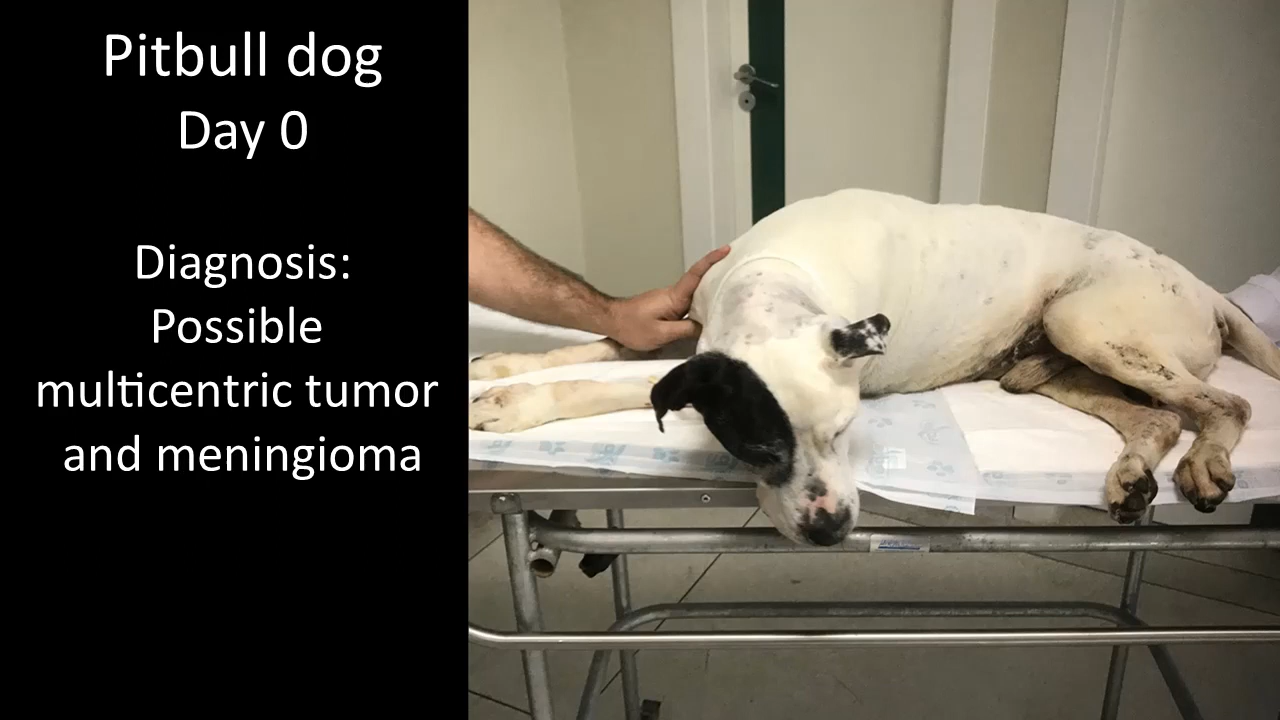 Pitbull dog
Day 0
Diagnosis:
Possible
multicentric tumor
and meningioma